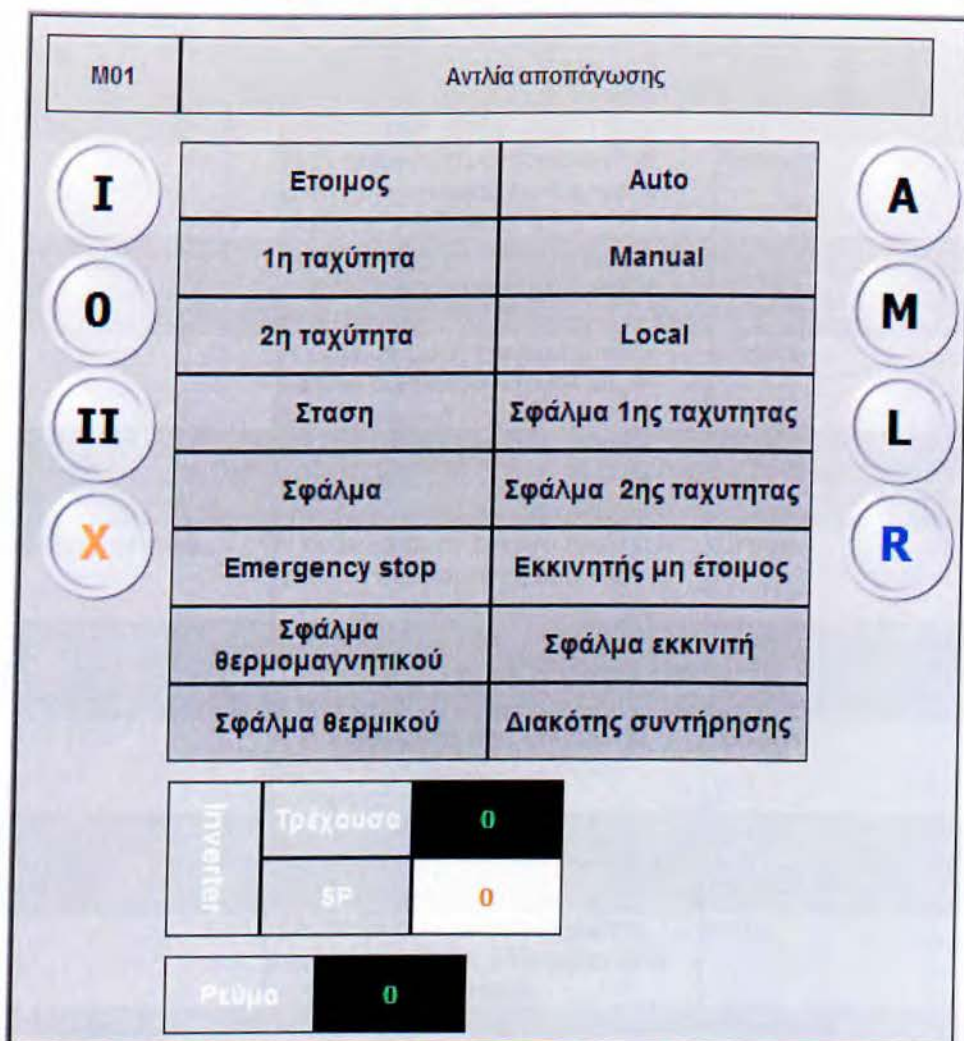 M01 Αντλία αποπάγωσης
I Ετοιμος Auto A
1η ταχύτητα Manual
0 2η ταχύτητα Local M
II Σταση Σφάλμα 1ης ταχυτητας L
Σφάλμα Σφάλμα 2ης ταχυτητας
X Emergency stop Εκκινητής μη έτοιμος R
Σφάλμα
θερμομαγνητικού
Σφάλμα εκκινιτή
Σφάλμα θερμικού Διακότης συντήρησης
Inverter
Τρέχουσα 0
SP 0
Ρεύμα 0